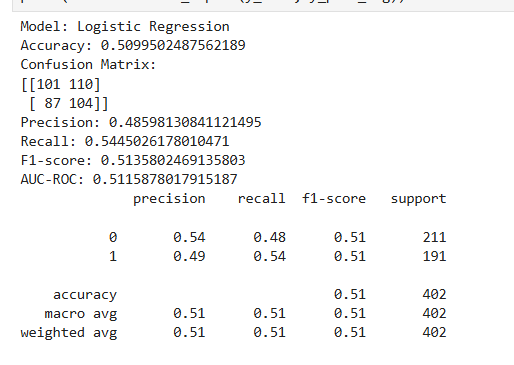 Model: Logistic Regression
Accuracy: 0.5099502487562189
Confusion Matrix:
[[101 110]
 [ 87 104]]
Precision: 0.48598130841121495
Recall: 0.5445026178010471
F1-score: 0.5135802469135803
AUC-ROC: 0.5115878017915187
              precision    recall  f1-score   support

           0       0.54      0.48      0.51       211
           1       0.49      0.54      0.51       191

    accuracy                           0.51       402
   macro avg       0.51      0.51      0.51       402
weighted avg       0.51      0.51      0.51       402